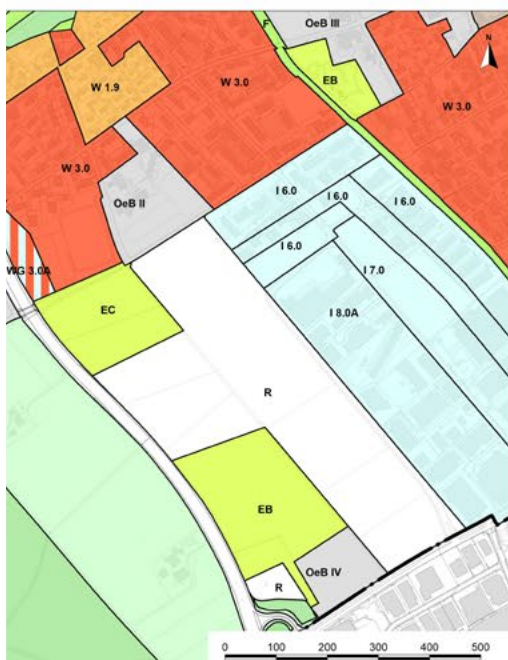 F
OeB III
N
W 1.9
W 3.0
EB
W 3.0
W 3.0
I 6.0
I 6.0
I 6.0
OeB II
I 6.0
WG 3.0A
I 7.0
EC
I 8.0A
R
EB
OeB IV
R
0 100 200 300 400 500